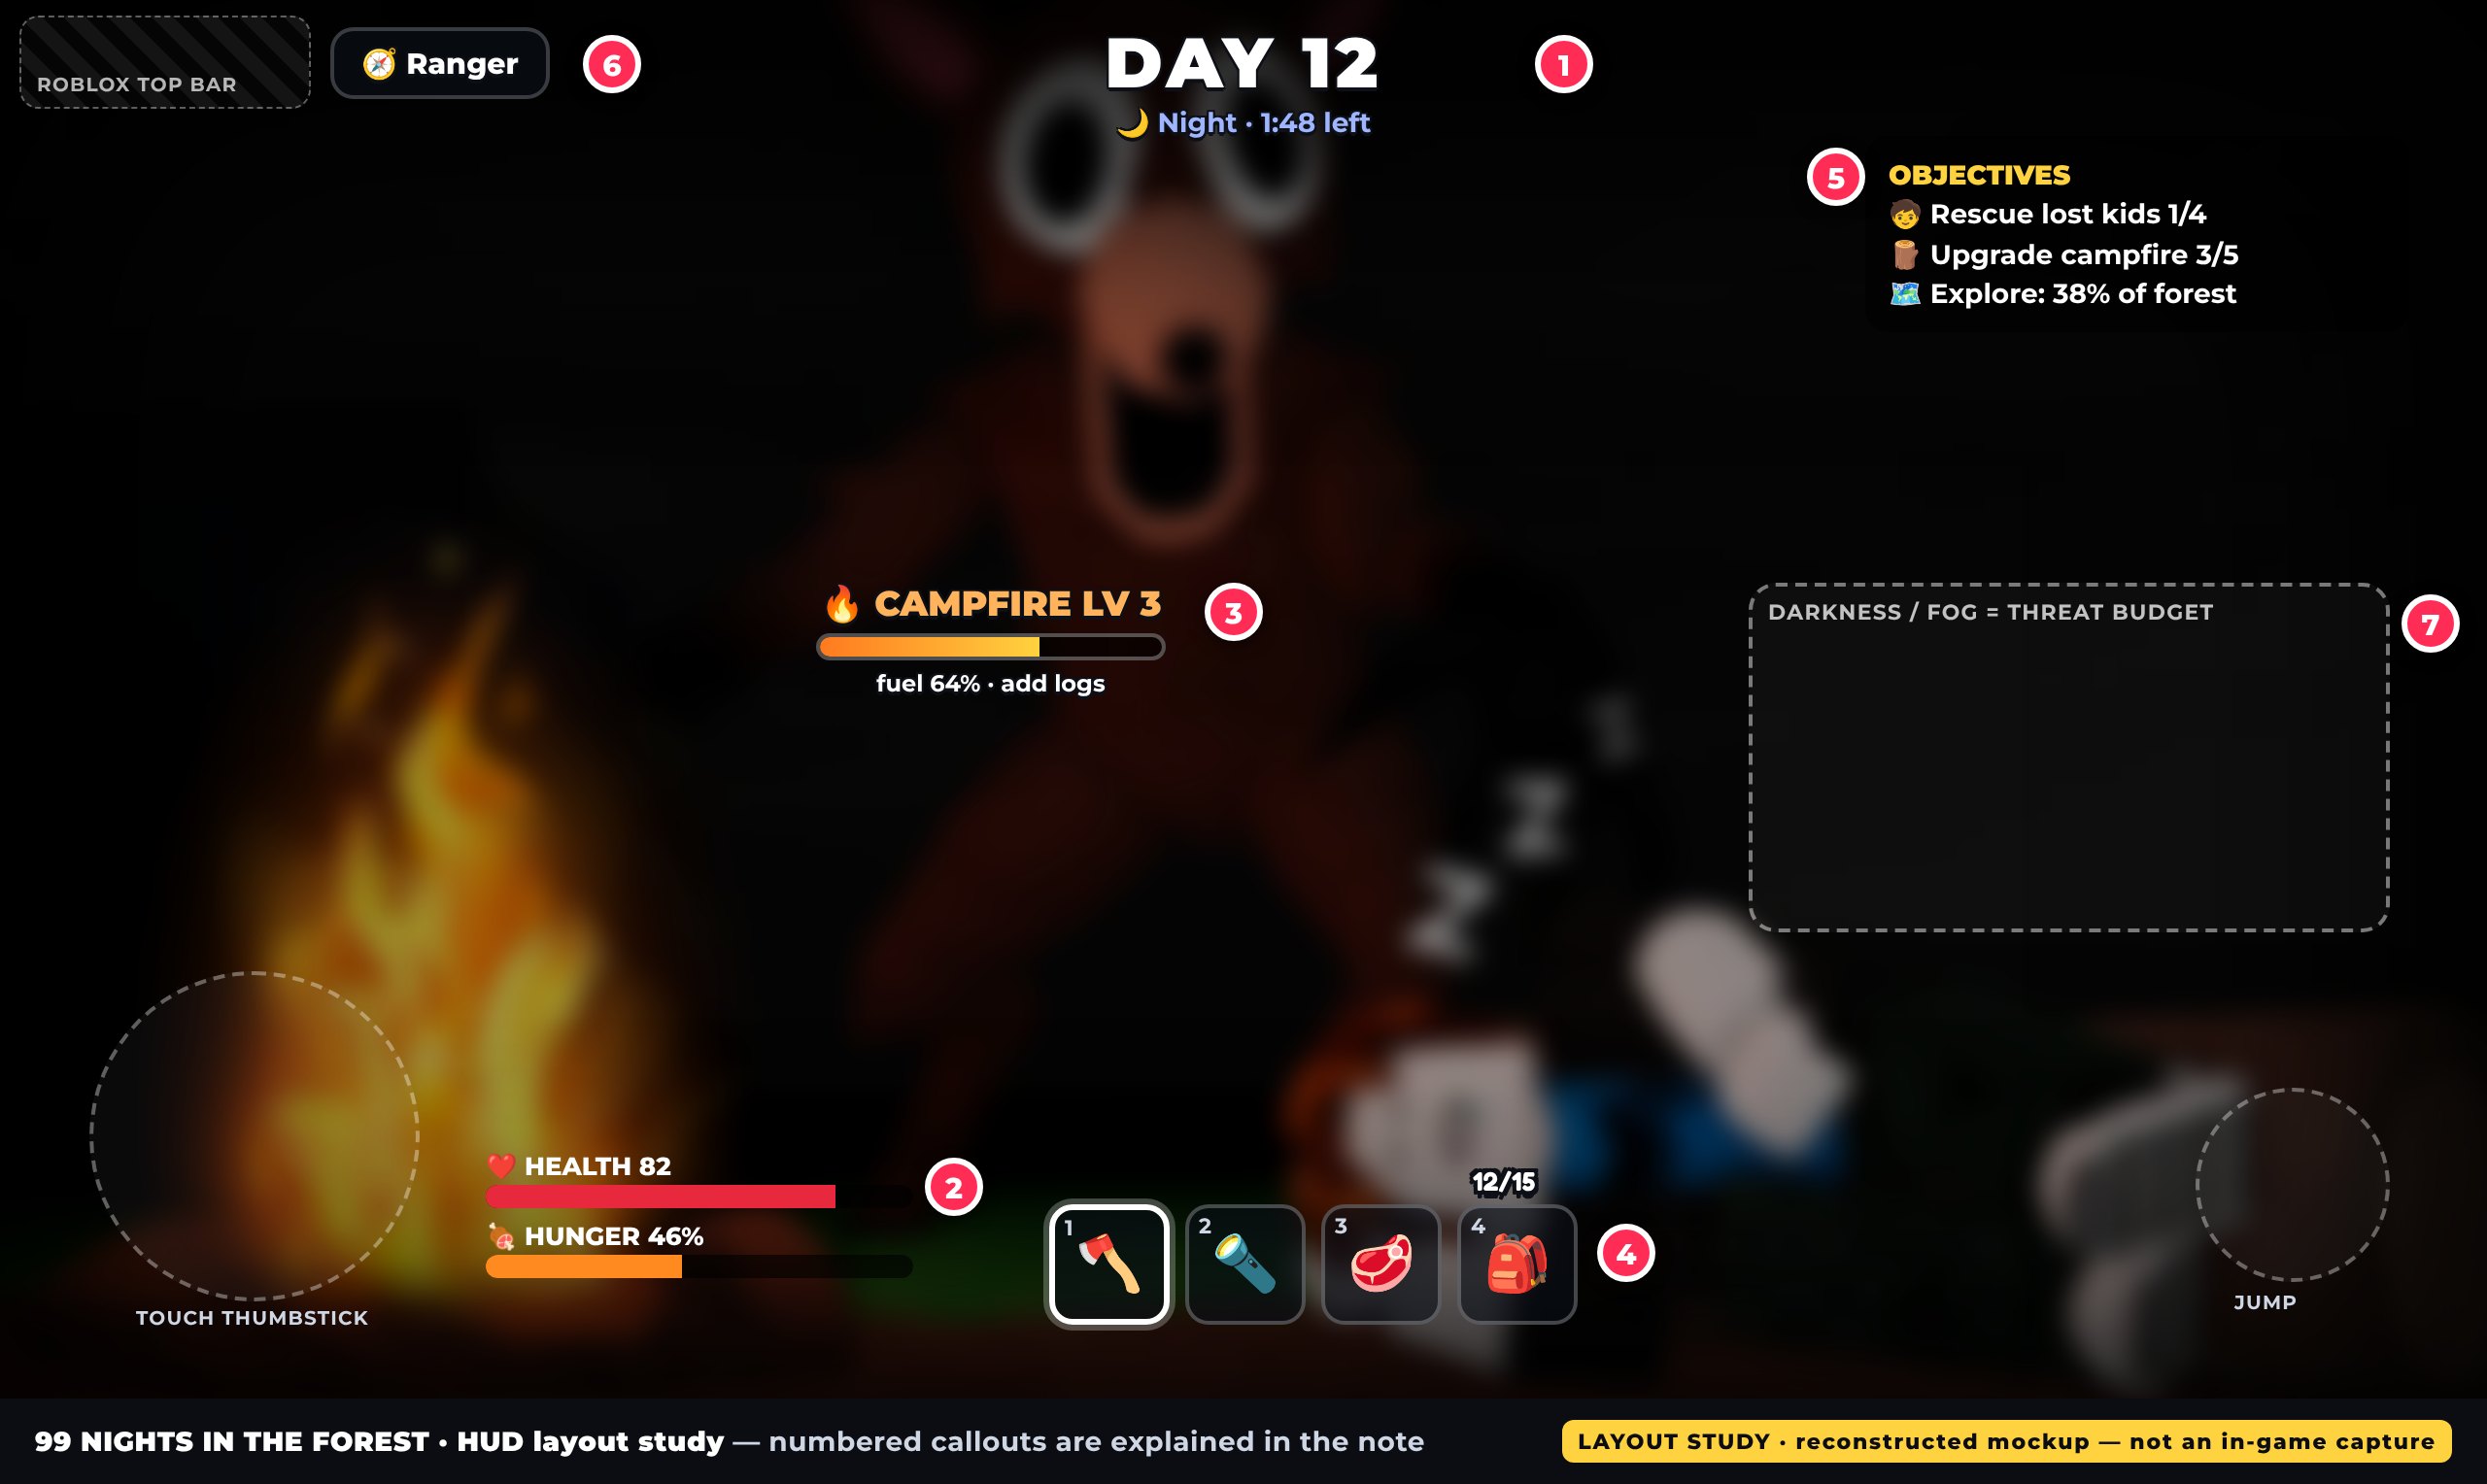 ROBLOX TOP BAR
Ranger
6
DAY 12
1
Night · 1:48 left
5
OBJECTIVES
Rescue lost kids 1/4
Upgrade campfire 3/5
Explore: 38% of forest
CAMPFIRE LV 3
3
fuel 64% · add logs
DARKNESS / FOG = THREAT BUDGET
7
Z
Z
HEALTH 82
2
HUNGER 46%
12/15
1
2
3
4
4
TOUCH THUMBSTICK
JUMP
99 NIGHTS IN THE FOREST · HUD layout study — numbered callouts are explained in the note
LAYOUT STUDY · reconstructed mockup — not an in-game capture